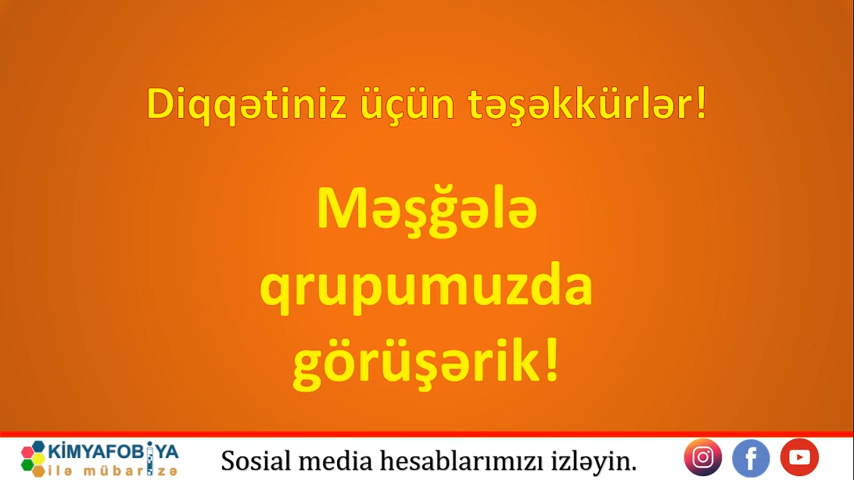 Diqqətiniz üçün təşəkkürlər!
Məşğələ
qrupumuzda
görüşərik!
KİMYAFOBİYA
ilə mübarizə
Sosial media hesablarımızı izləyin.